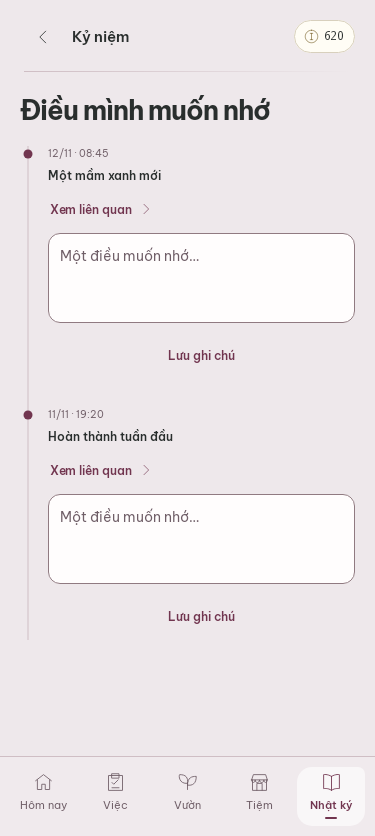 Kỷ niệm
620
Điều mình muốn nhớ
12/11 · 08:45
Một mầm xanh mới
Xem liên quan
Một điều muốn nhớ...
Lưu ghi chú
11/11 · 19:20
Hoàn thành tuần đầu
Xem liên quan
Một điều muốn nhớ...
Lưu ghi chú
Hôm nay
Việc
Vườn
Tiệm
Nhật ký